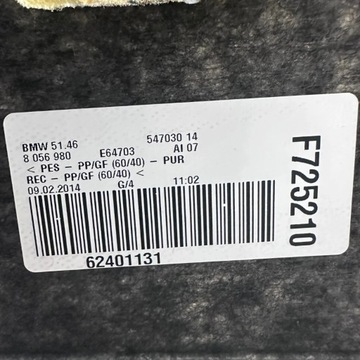 BMW 51.46 547030 14
8 056 980 E64703 AI 07
< PES - PP/GF (60/40) - PUR
REC - PP/GF (60/40) <
09.02.2014 G/4 11:02
62401131
F725210